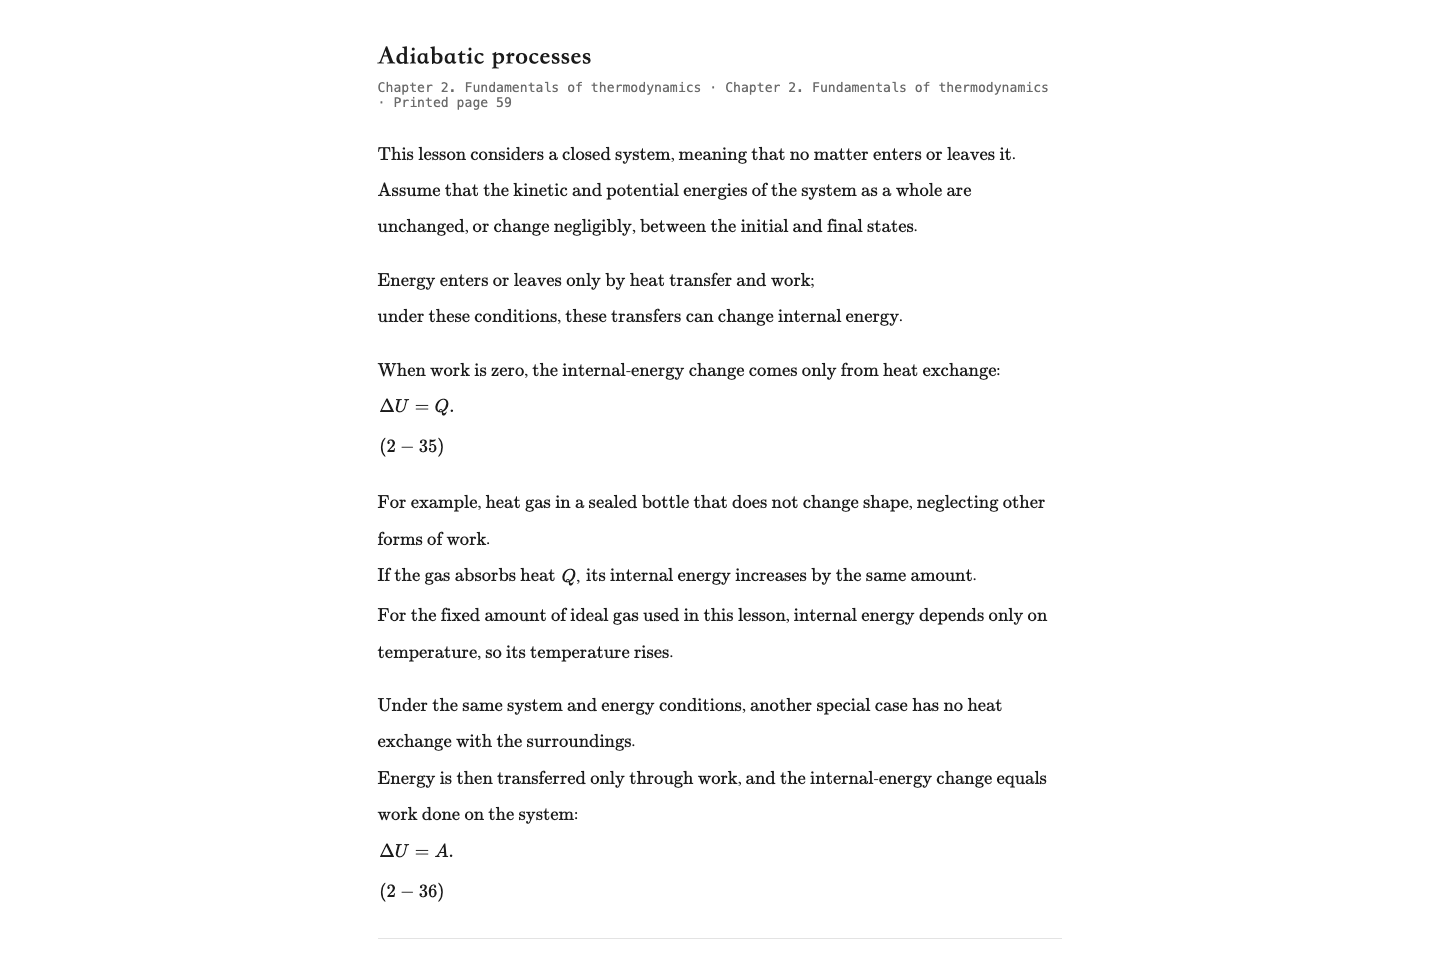 Adiabatic processes
Chapter 2. Fundamentals of thermodynamics · Chapter 2. Fundamentals of thermodynamics
· Printed page 59
This lesson considers a closed system, meaning that no matter enters or leaves it.
Assume that the kinetic and potential energies of the system as a whole are
unchanged, or change negligibly, between the initial and final states.
Energy enters or leaves only by heat transfer and work;
under these conditions, these transfers can change internal energy.
When work is zero, the internal-energy change comes only from heat exchange:
ΔU = Q.
(2 – 35)
For example, heat gas in a sealed bottle that does not change shape, neglecting other
forms of work.
If the gas absorbs heat Q, its internal energy increases by the same amount.
For the fixed amount of ideal gas used in this lesson, internal energy depends only on
temperature, so its temperature rises.
Under the same system and energy conditions, another special case has no heat
exchange with the surroundings.
Energy is then transferred only through work, and the internal-energy change equals
work done on the system:
ΔU = A.
(2 – 36)